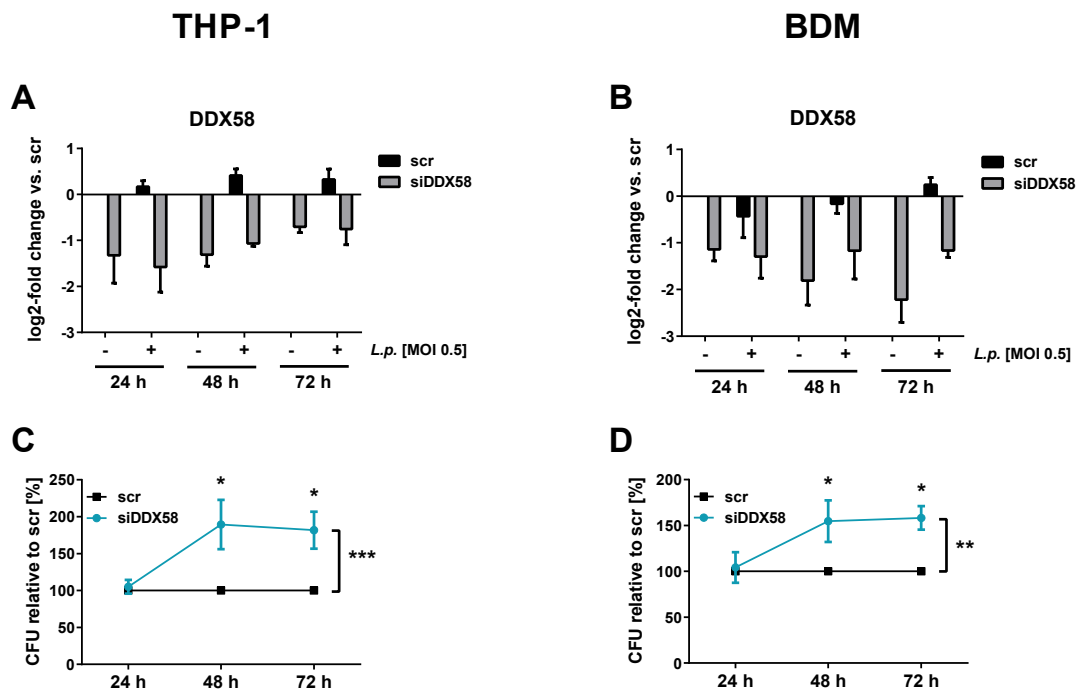 THP-1
BDM
A
DDX58
log2-fold change vs. scr
1
0
-1
-2
-3
scr
siDDX58
- + - + - + L.p. [MOI 0.5]
24 h 48 h 72 h
B
DDX58
log2-fold change vs. scr
1
0
-1
-2
-3
scr
siDDX58
- + - + - + L.p. [MOI 0.5]
24 h 48 h 72 h
C
CFU relative to scr [%]
250
200
150
100
50
0
scr
siDDX58
* *
***
24 h 48 h 72 h
D
CFU relative to scr [%]
200
150
100
50
0
scr
siDDX58
* *
**
24 h 48 h 72 h